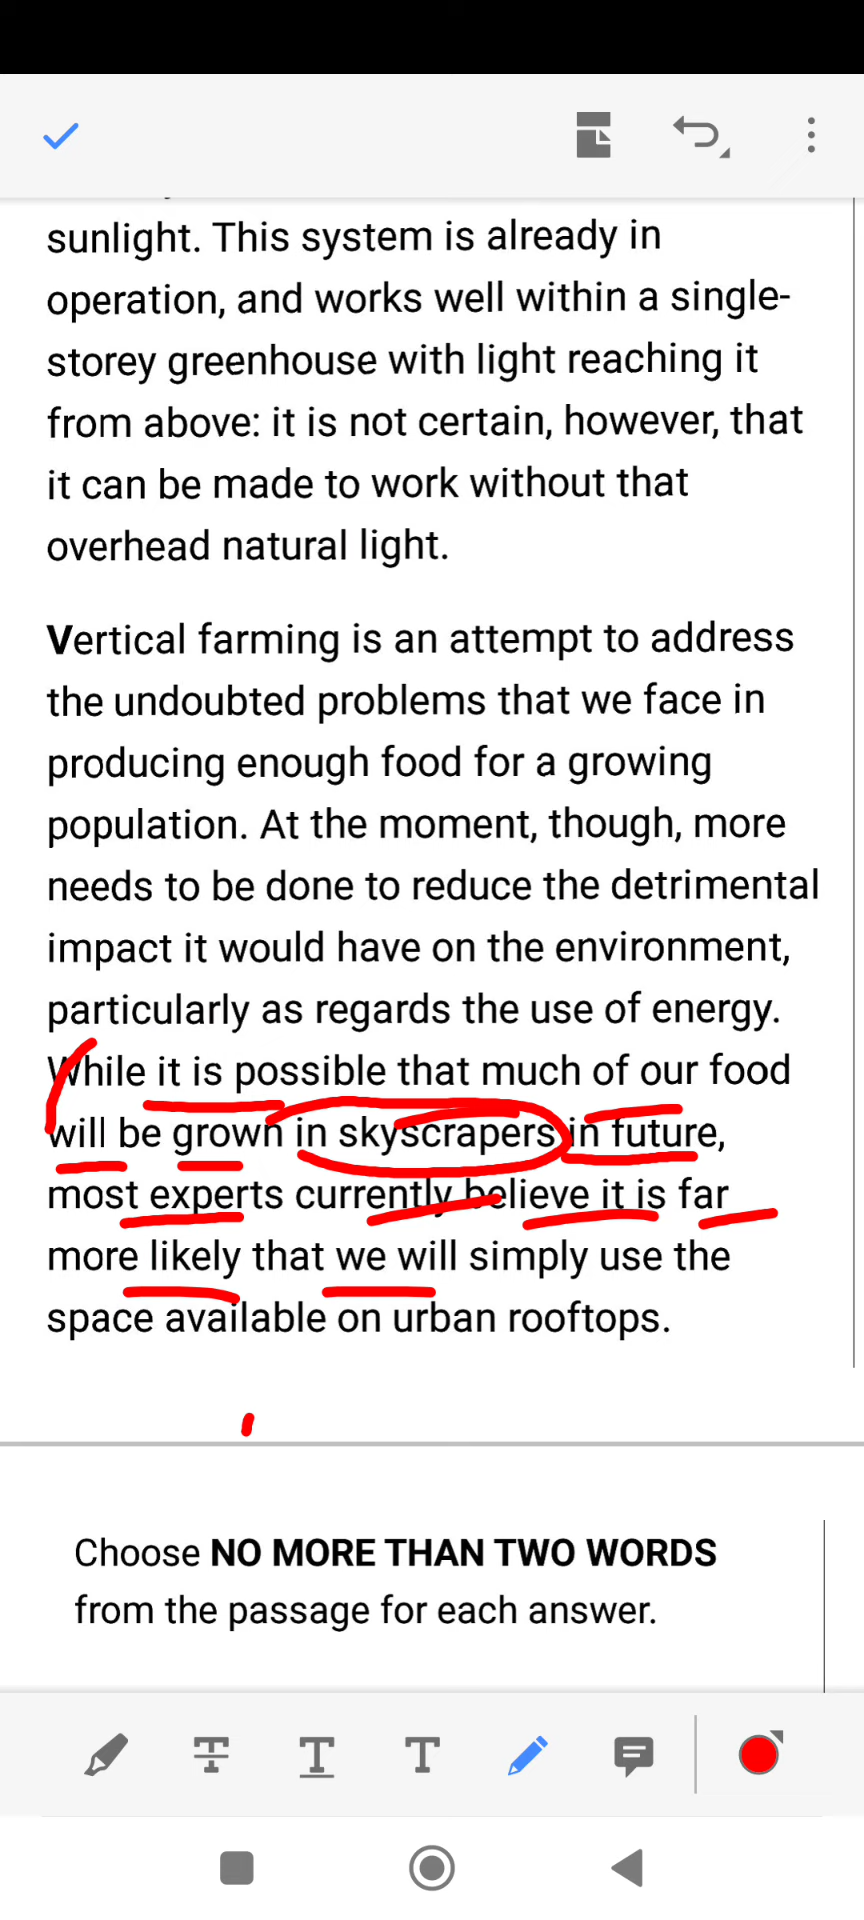 sunlight. This system is already in
operation, and works well within a single-
storey greenhouse with light reaching it
from above: it is not certain, however, that
it can be made to work without that
overhead natural light.
Vertical farming is an attempt to address
the undoubted problems that we face in
producing enough food for a growing
population. At the moment, though, more
needs to be done to reduce the detrimental
impact it would have on the environment,
particularly as regards the use of energy.
While it is possible that much of our food
will be grown in skyscrapers in future,
most experts currently believe it is far
more likely that we will simply use the
space available on urban rooftops.
Choose NO MORE THAN TWO WORDS
from the passage for each answer.